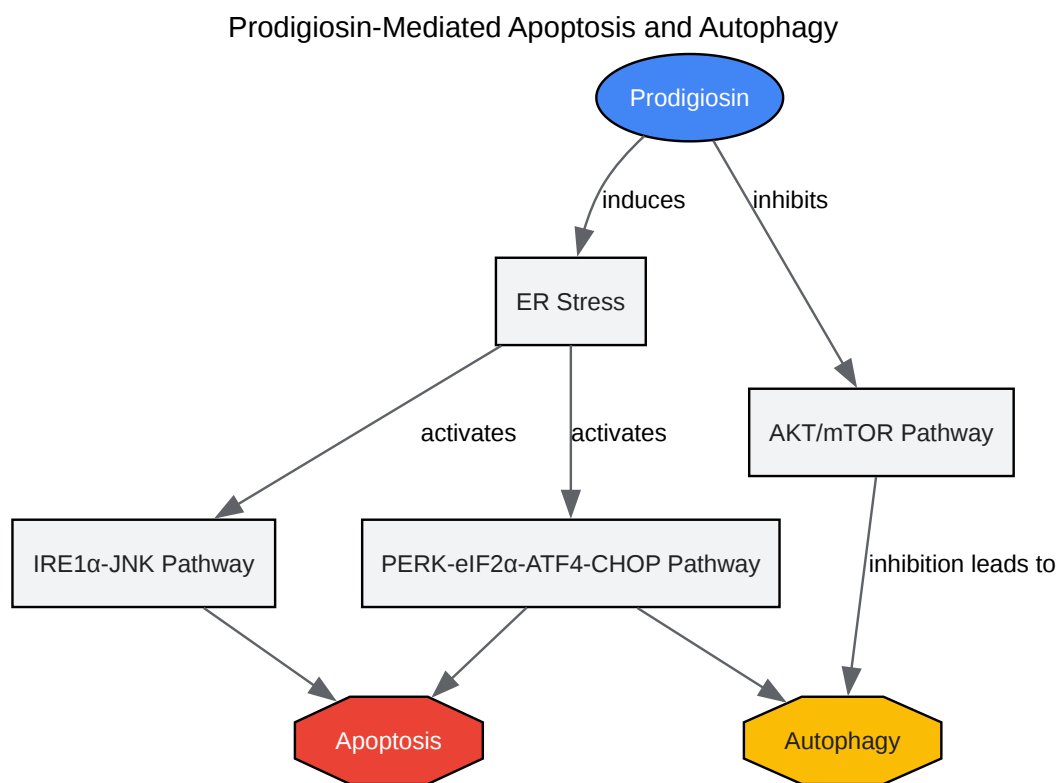 Prodigiosin-Mediated Apoptosis and Autophagy
Prodigiosin
induces
inhibits
ER Stress
activates
activates
AKT/mTOR Pathway
IRE1α-JNK Pathway
PERK-eIF2α-ATF4-CHOP Pathway
inhibition leads to
Apoptosis
Autophagy